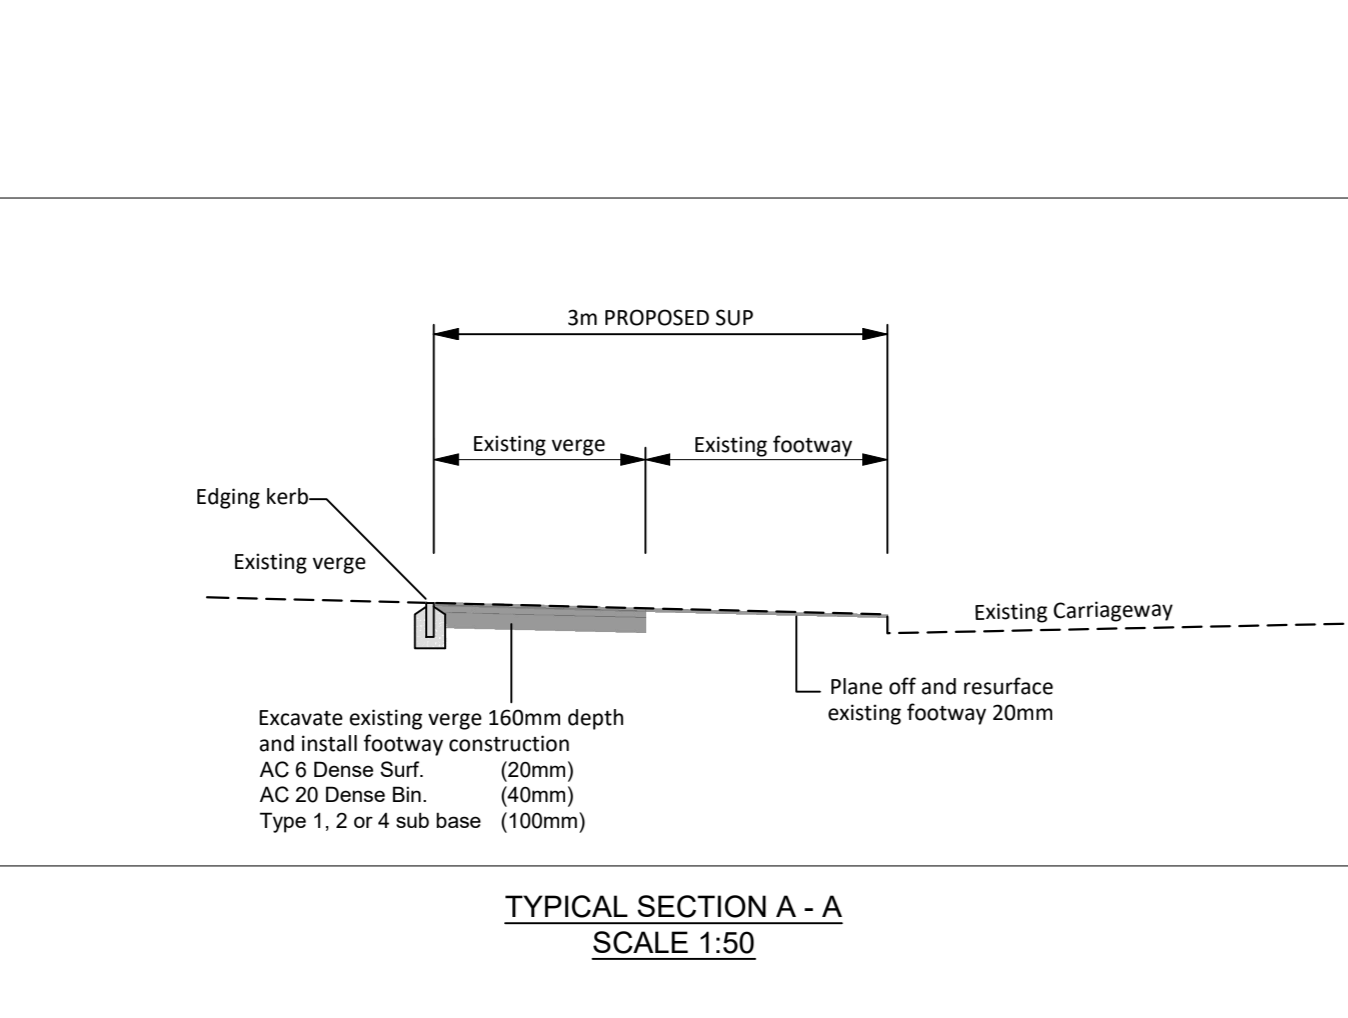 3m PROPOSED SUP
Existing verge
Existing footway
Edging kerb
Existing verge
Existing Carriageway
Plane off and resurface
existing footway 20mm
Excavate existing verge 160mm depth
and install footway construction
AC 6 Dense Surf. (20mm)
AC 20 Dense Bin. (40mm)
Type 1, 2 or 4 sub base (100mm)
TYPICAL SECTION A - A
SCALE 1:50